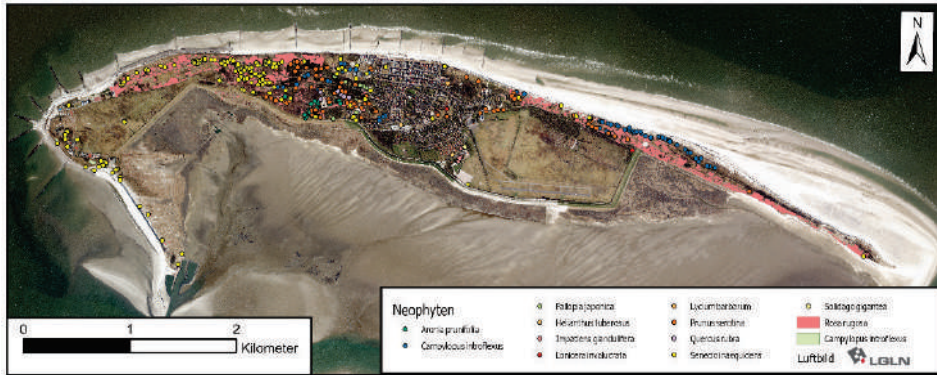 N
0 1 2
Kilometer
Neophyten
Aronia prunifolia
Campylopus introflexus
Fallopia japonica
Helianthus tuberosus
Impatiens glandulifera
Lonicera involucrata
Lycium barbarum
Prunus serotina
Quercus rubra
Senecio inaequidens
Solidago gigantea
Rosa rugosa
Campylopus introflexus
Luftbild LGLN